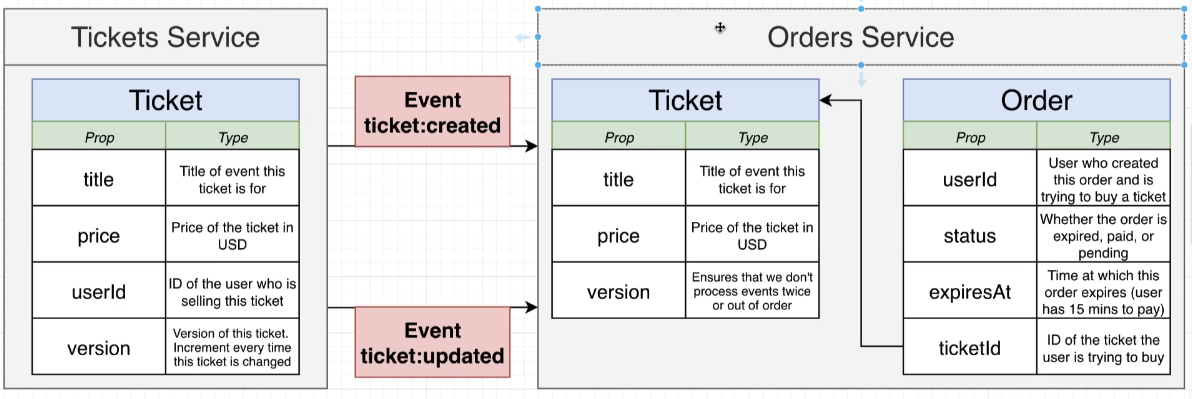 Tickets Service
Ticket
Prop
Type
title
Title of event this
ticket is for
price
Price of the ticket in
USD
userId
ID of the user who is
selling this ticket
version
Version of this ticket.
Increment every time
this ticket is changed
Event
ticket:created
Event
ticket:updated
Orders Service
Ticket
Prop
Type
title
Title of event this
ticket is for
price
Price of the ticket in
USD
version
Ensures that we don't
process events twice
or out of order
Order
Prop
Type
userId
User who created
this order and is
trying to buy a ticket
status
Whether the order is
expired, paid, or
pending
expiresAt
Time at which this
order expires (user
has 15 mins to pay)
ticketId
ID of the ticket the
user is trying to buy